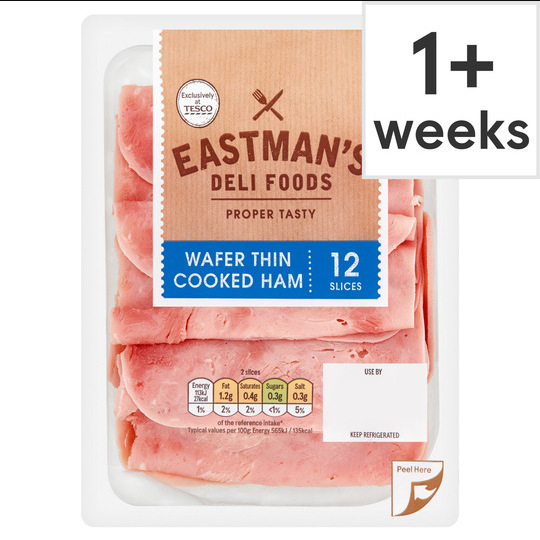 1+
weeks
Exclusively
at
TESCO
EASTMAN'S
DELI FOODS
PROPER TASTY
WAFER THIN
COOKED HAM
12
SLICES
2 slices
Energy
113kJ
27kcal
1%
Fat
1.2g
2%
Saturates
0.4g
2%
Sugars
0.3g
<1%
Salt
0.3g
5%
of the reference intake*
Typical values per 100g: Energy 565kJ / 135kcal
USE BY
KEEP REFRIGERATED
Peel Here